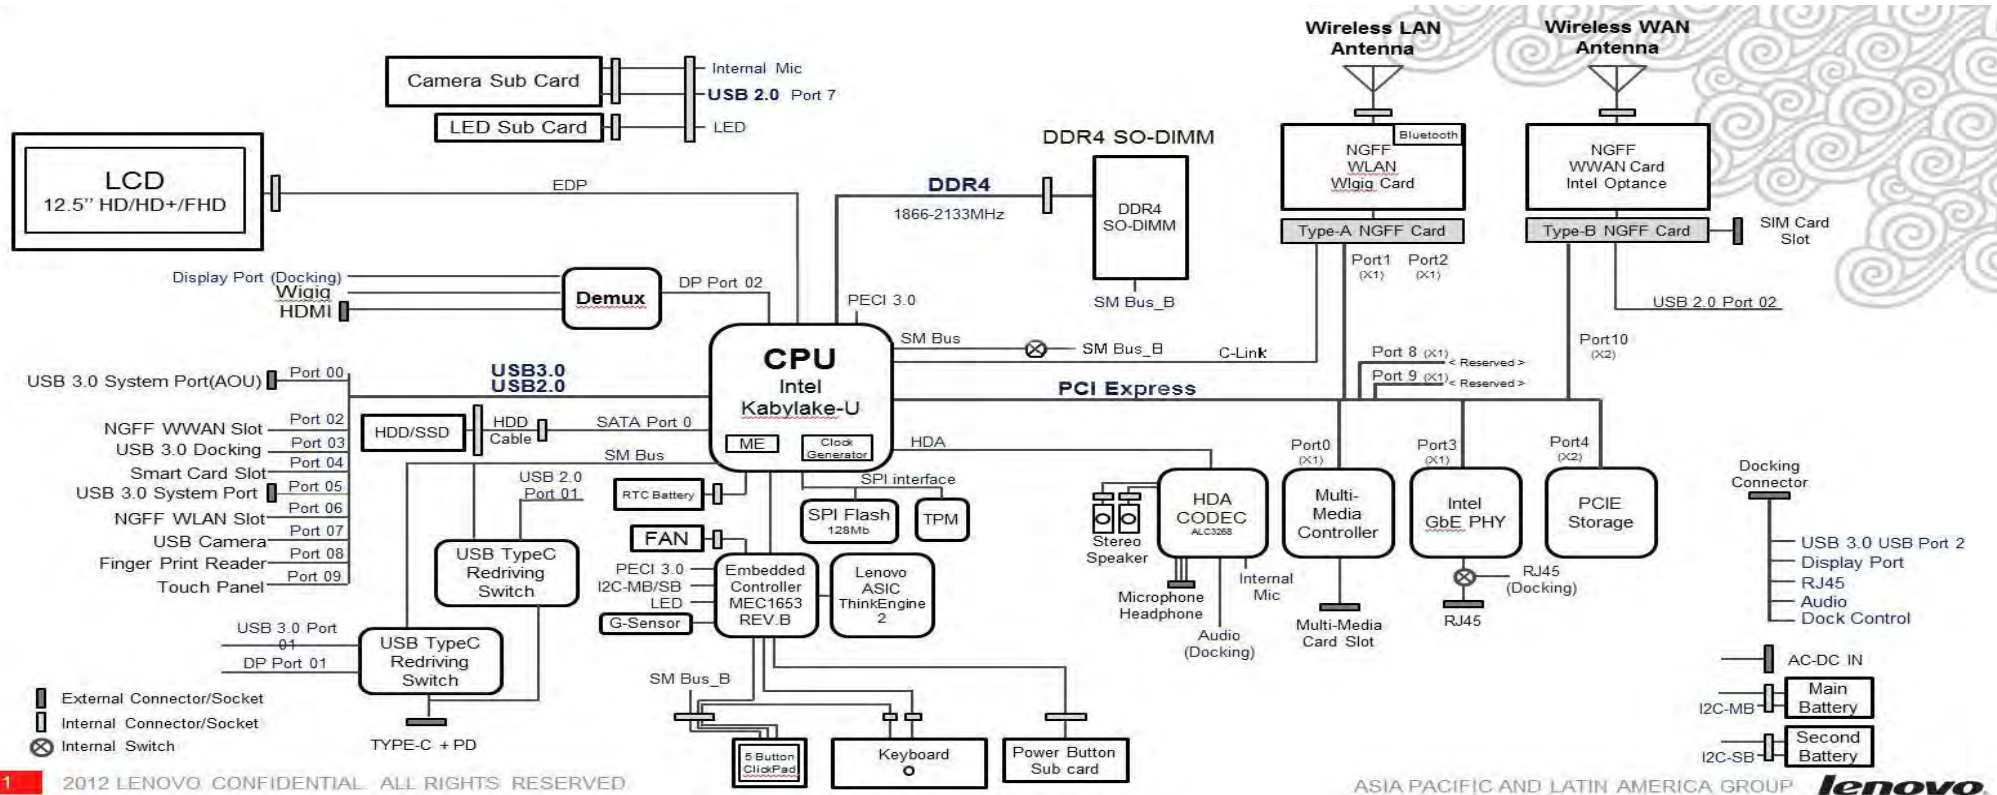 Wireless LAN
Antenna
Wireless WAN
Antenna
Camera Sub Card
Internal Mic
USB 2.0 Port 7
LED Sub Card
LED
DDR4 SO-DIMM
LCD
12.5’’ HD/HD+/FHD
EDP
DDR4
1866-2133MHz
DDR4
SO-DIMM
SM Bus_B
Bluetooth
NGFF
WLAN
WIgig Card
Type-A NGFF Card
NGFF
WWAN Card
Intel Optance
Type-B NGFF Card
SIM Card
Slot
Port1
(X1)
Port2
(X1)
USB 2.0 Port 02
Port10
(X2)
Display Port (Docking)
Wigig
HDMI
Demux
DP Port 02
PECI 3.0
SM Bus
SM Bus_B
C-Link
Port 8 (X1)
< Reserved >
Port 9 (X1)
< Reserved >
PCI Express
CPU
Intel
Kabylake-U
ME
Clock
Generator
USB3.0
USB2.0
USB 3.0 System Port(AOU)
Port 00
NGFF WWAN Slot
Port 02
USB 3.0 Docking
Port 03
Smart Card Slot
Port 04
USB 3.0 System Port
Port 05
NGFF WLAN Slot
Port 06
USB Camera
Port 07
Finger Print Reader
Port 08
Touch Panel
Port 09
HDD/SSD
HDD
Cable
SATA Port 0
SM Bus
USB 2.0
Port 01
RTC Battery
HDA
SPI interface
SPI Flash
128Mb
TPM
FAN
PECI 3.0
I2C-MB/SB
LED
G-Sensor
Embedded
Controller
MEC1653
REV.B
Lenovo
ASIC
ThinkEngine
2
USB TypeC
Redriving
Switch
USB 3.0 Port
01
DP Port 01
USB TypeC
Redriving
Switch
TYPE-C + PD
Stereo
Speaker
HDA
CODEC
ALC3268
Microphone
Headphone
Internal
Mic
Audio
(Docking)
Port0
(X1)
Multi-
Media
Controller
Multi-Media
Card Slot
Port3
(X1)
Intel
GbE PHY
RJ45
(Docking)
RJ45
Port4
(X2)
PCIE
Storage
Docking
Connector
USB 3.0 USB Port 2
Display Port
RJ45
Audio
Dock Control
AC-DC IN
Main
Battery
I2C-MB
Second
Battery
I2C-SB
SM Bus_B
5 Button
ClickPad
Keyboard
Power Button
Sub card
External Connector/Socket
Internal Connector/Socket
Internal Switch
1
2012 LENOVO CONFIDENTIAL. ALL RIGHTS RESERVED.
ASIA PACIFIC AND LATIN AMERICA GROUP
lenovo